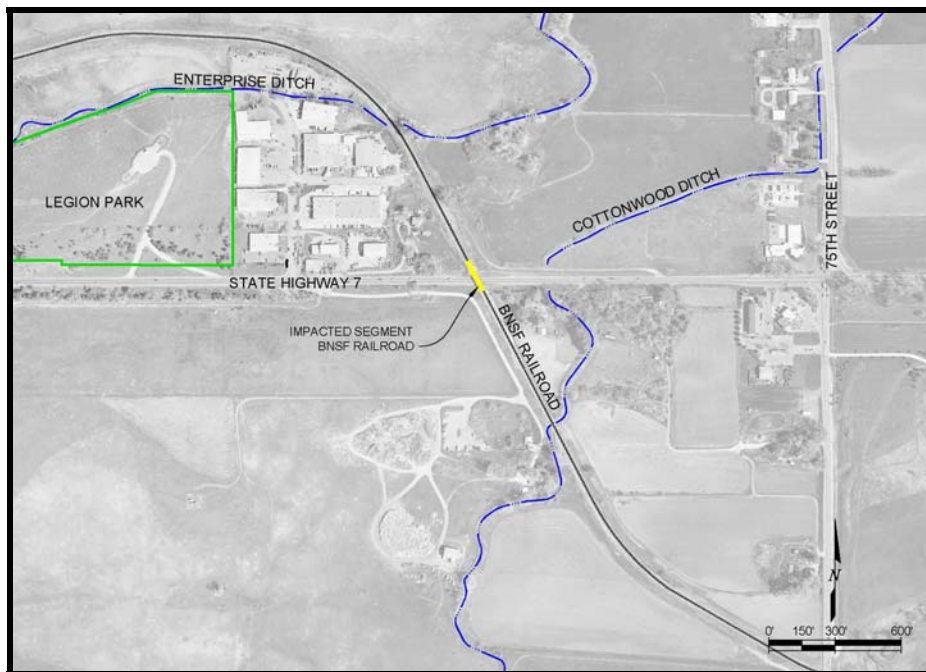 ENTERPRISE DITCH
LEGION PARK
COTTONWOOD DITCH
75TH STREET
STATE HIGHWAY 7
IMPACTED SEGMENT
BNSF RAILROAD
BNSF RAILROAD
N
0' 150' 300' 600'